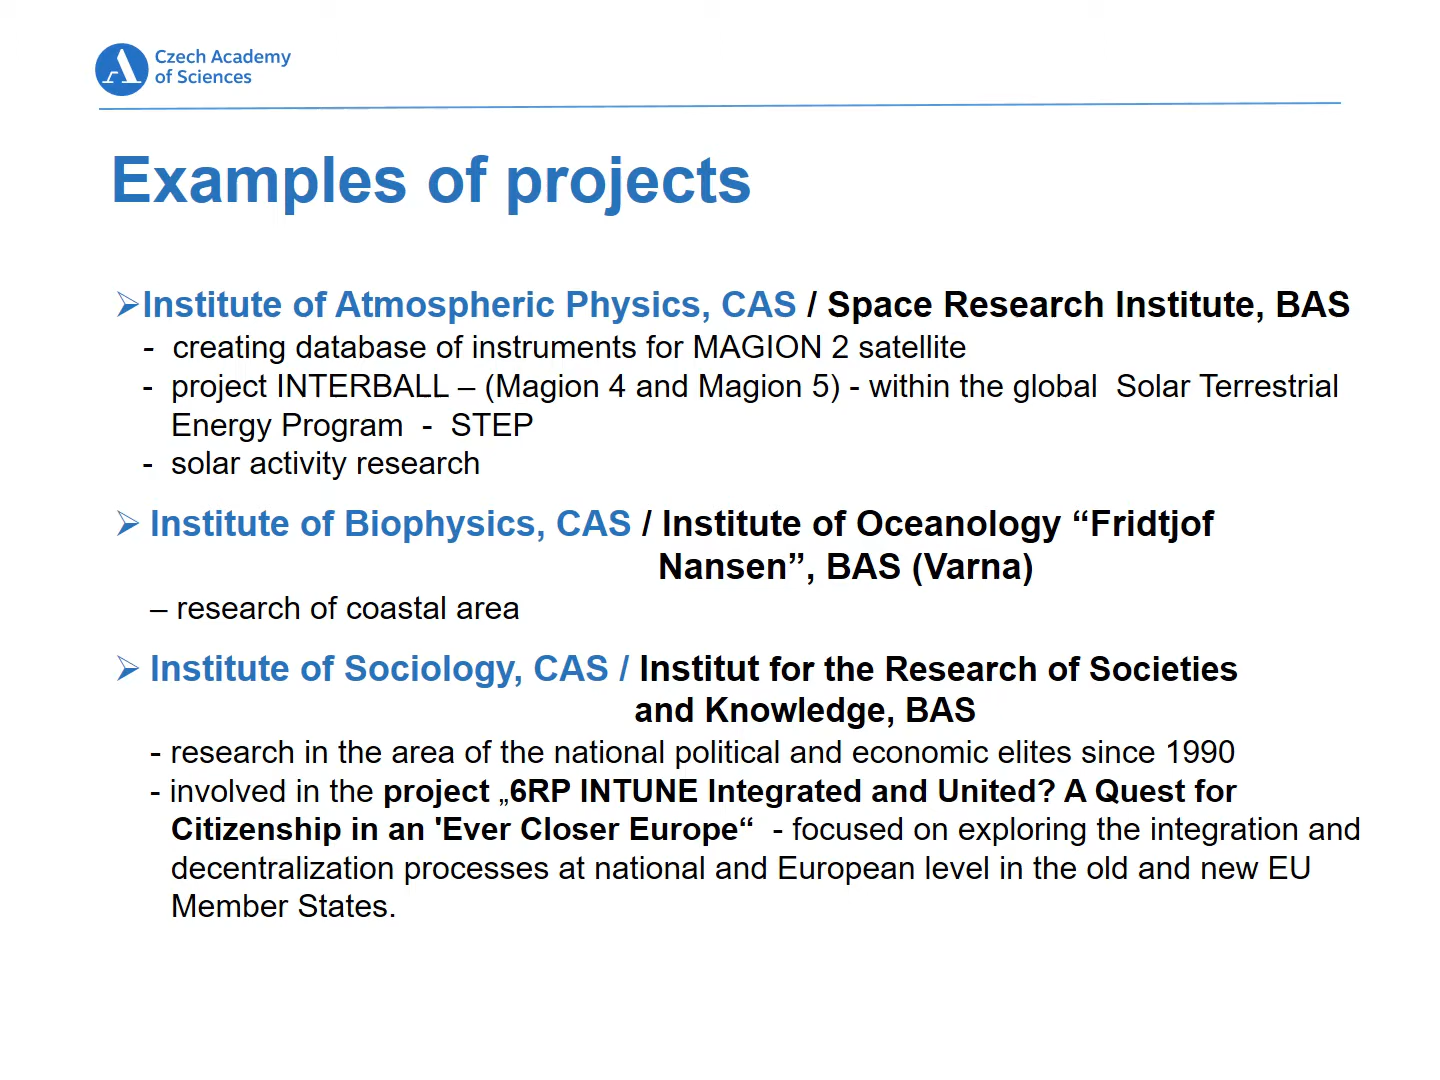 Czech Academy
of Sciences
Examples of projects
➢Institute of Atmospheric Physics, CAS / Space Research Institute, BAS
- creating database of instruments for MAGION 2 satellite
- project INTERBALL – (Magion 4 and Magion 5) - within the global Solar Terrestrial
Energy Program - STEP
- solar activity research
➢ Institute of Biophysics, CAS / Institute of Oceanology “Fridtjof
Nansen”, BAS (Varna)
– research of coastal area
➢ Institute of Sociology, CAS / Institut for the Research of Societies
and Knowledge, BAS
- research in the area of the national political and economic elites since 1990
- involved in the project „6RP INTUNE Integrated and United? A Quest for
Citizenship in an 'Ever Closer Europe“ - focused on exploring the integration and
decentralization processes at national and European level in the old and new EU
Member States.